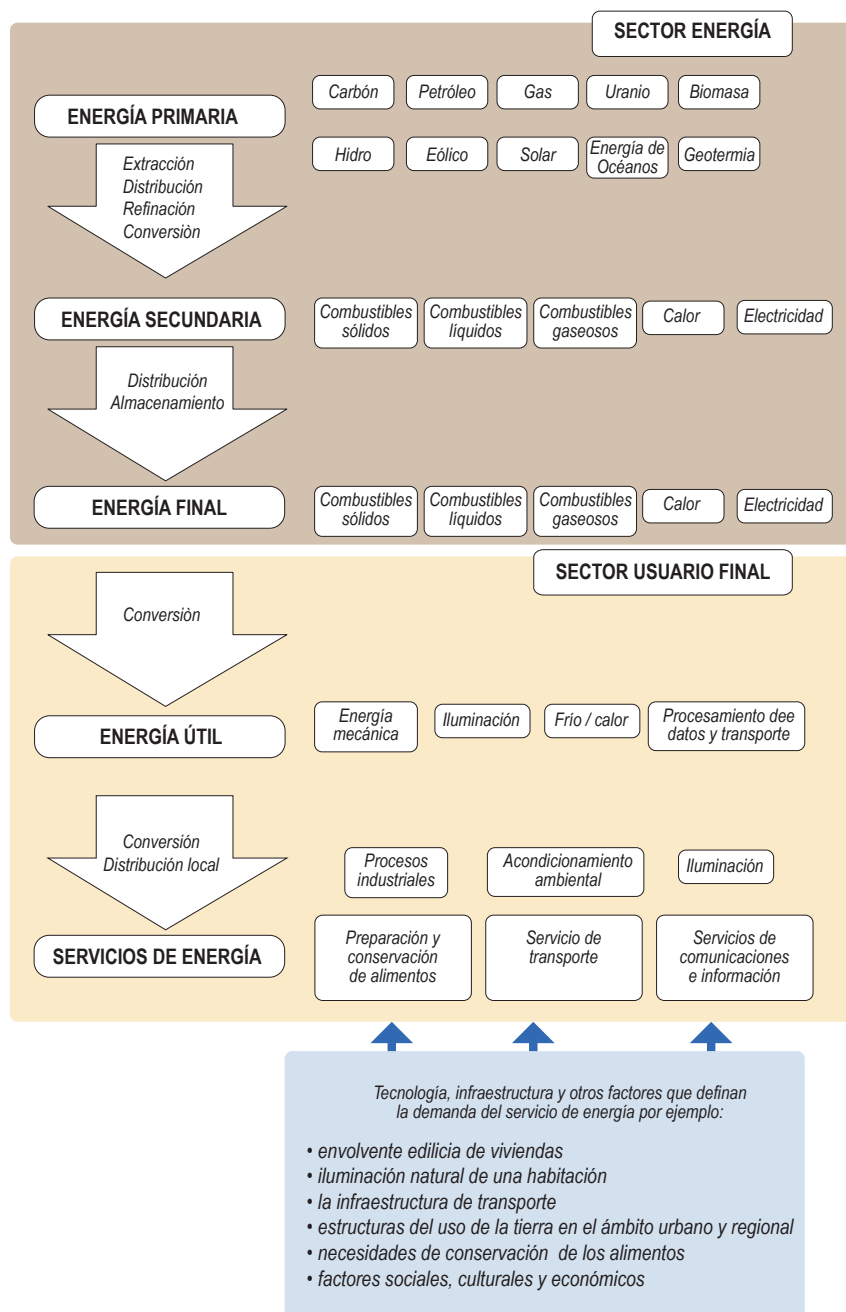 SECTOR ENERGÍA
ENERGÍA PRIMARIA
Carbón
Petróleo
Gas
Uranio
Biomasa
Hidro
Eólico
Solar
Energía de
Océanos
Geotermia
Extracción
Distribución
Refinación
Conversiòn
ENERGÍA SECUNDARIA
Combustibles
sólidos
Combustibles
líquidos
Combustibles
gaseosos
Calor
Electricidad
Distribución
Almacenamiento
ENERGÍA FINAL
Combustibles
sólidos
Combustibles
líquidos
Combustibles
gaseosos
Calor
Electricidad
SECTOR USUARIO FINAL
Conversiòn
ENERGÍA ÚTIL
Energía
mecánica
Iluminación
Frío / calor
Procesamiento dee
datos y transporte
Conversión
Distribución local
Procesos
industriales
Acondicionamiento
ambiental
Iluminación
SERVICIOS DE ENERGÍA
Preparación y
conservación
de alimentos
Servicio de
transporte
Servicios de
comunicaciones
e información
Tecnología, infraestructura y otros factores que definan
la demanda del servicio de energía por ejemplo:
• envolvente edilicia de viviendas
• iluminación natural de una habitación
• la infraestructura de transporte
• estructuras del uso de la tierra en el ámbito urbano y regional
• necesidades de conservación de los alimentos
• factores sociales, culturales y económicos